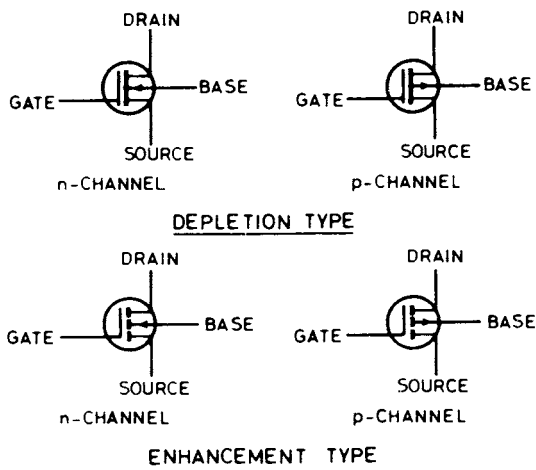 DRAIN DRAIN
GATE BASE GATE BASE
SOURCE SOURCE
n-CHANNEL p-CHANNEL
DEPLETION TYPE
DRAIN DRAIN
GATE BASE GATE BASE
SOURCE SOURCE
n-CHANNEL p-CHANNEL
ENHANCEMENT TYPE